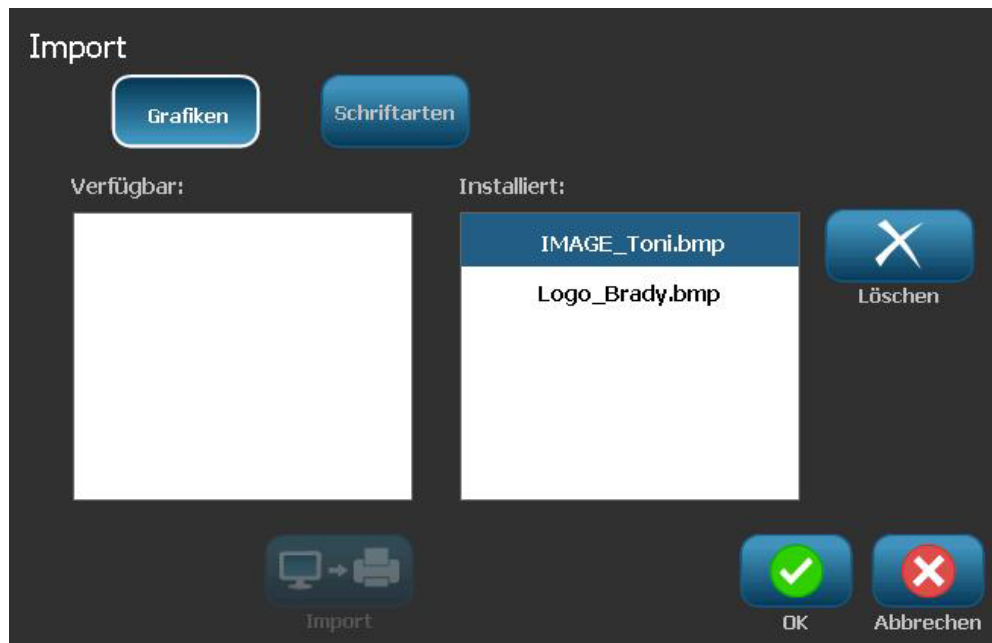 Import
Grafiken
Schriftarten
Verfügbar:
Installiert:
IMAGE_Toni.bmp
Logo_Brady.bmp
Löschen
Import
OK
Abbrechen